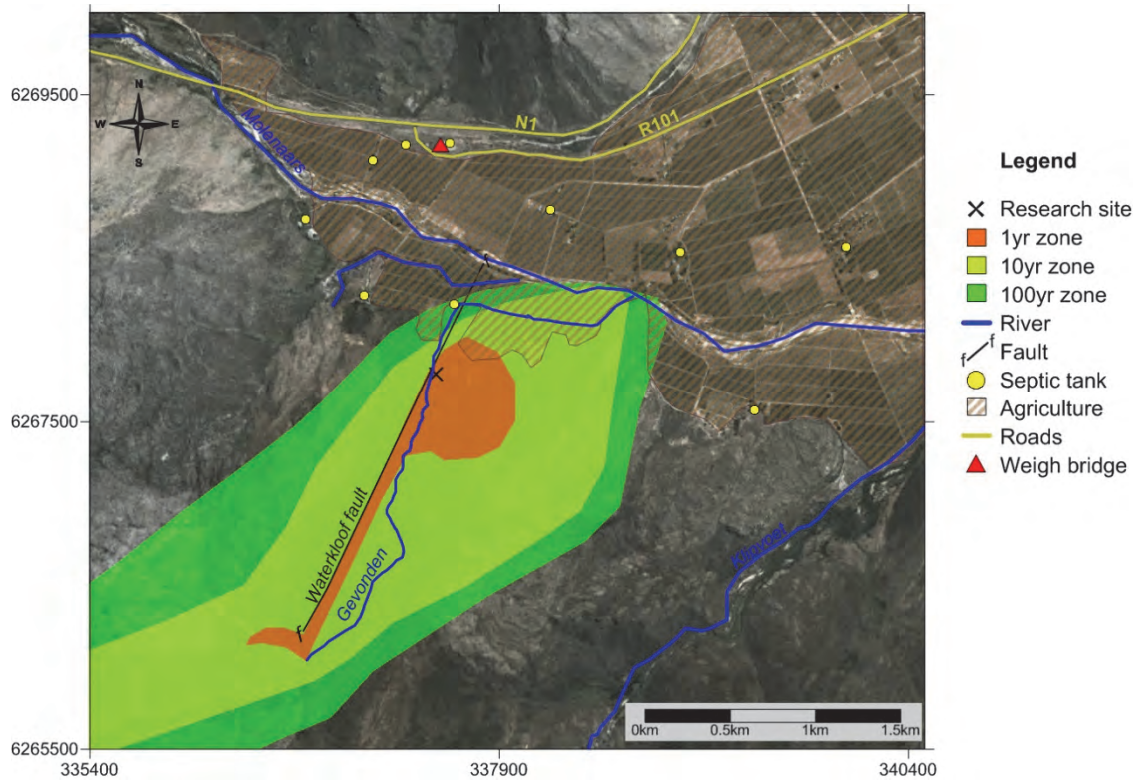 N
W E
S
6269500
6267500
6265500
335400
337900
340400
Molenaars
N1
R101
f
Waterkloof fault
f
Gevonden
Klipvoel
0km 0.5km 1km 1.5km
Legend
Research site
1yr zone
10yr zone
100yr zone
River
f f
Fault
Septic tank
Agriculture
Roads
Weigh bridge